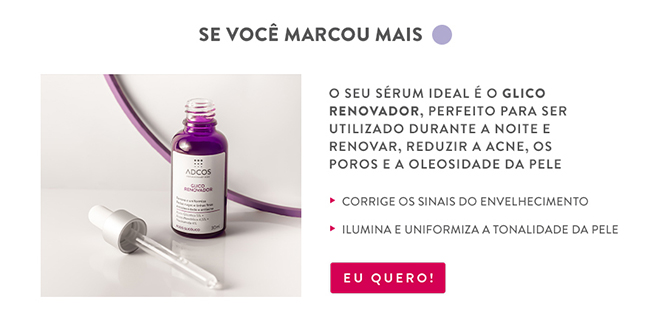 SE VOCÊ MARCOU MAIS
O SEU SÉRUM IDEAL É O GLICO
RENOVADOR, PERFEITO PARA SER
UTILIZADO DURANTE A NOITE E
RENOVAR, REDUZIR A ACNE, OS
POROS E A OLEOSIDADE DA PELE
CORRIGE OS SINAIS DO ENVELHECIMENTO
ILUMINA E UNIFORMIZA A TONALIDADE DA PELE
EU QUERO!
ADCOS
GLICO
RENOVADOR